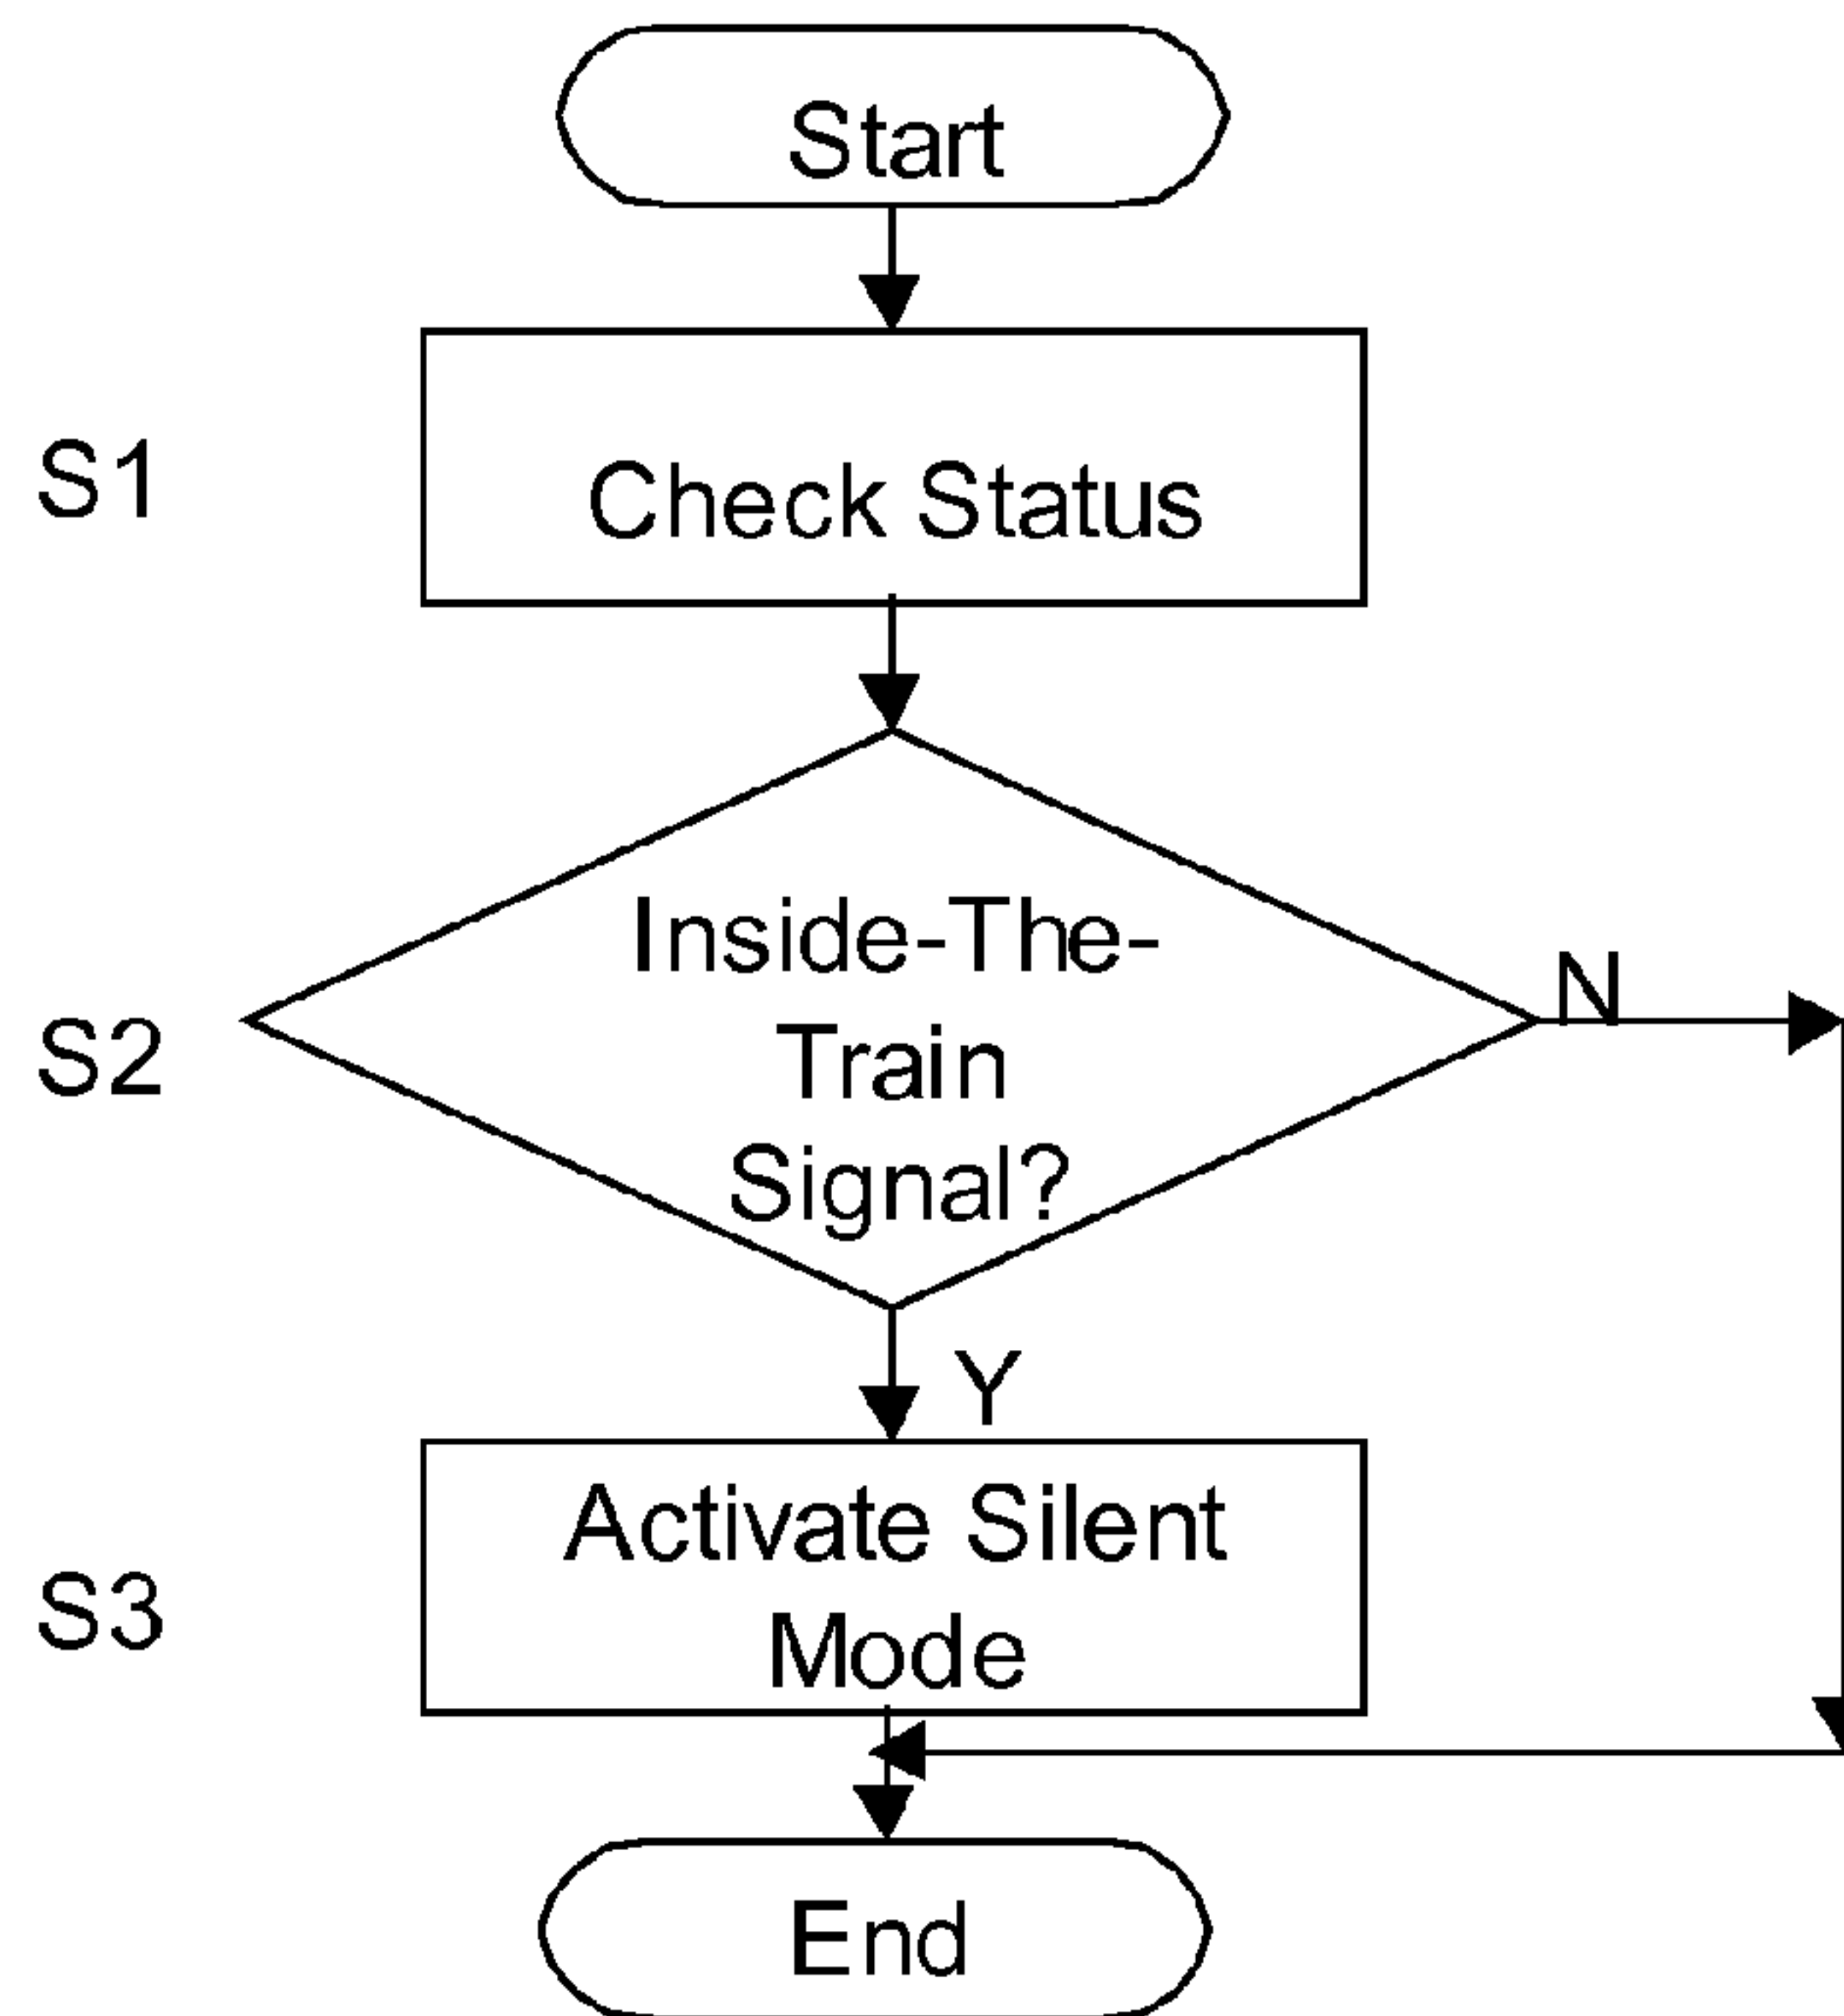 Start
S1
Check Status
S2
Inside-The-
Train
Signal?
N
Y
S3
Activate Silent
Mode
End